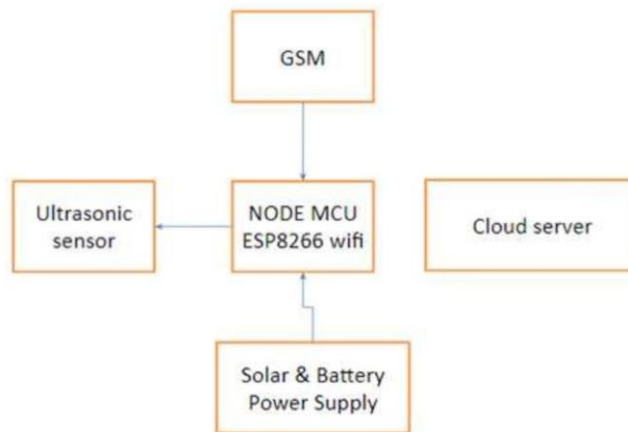 GSM
Ultrasonic
sensor
NODE MCU
ESP8266 wifi
Cloud server
Solar & Battery
Power Supply